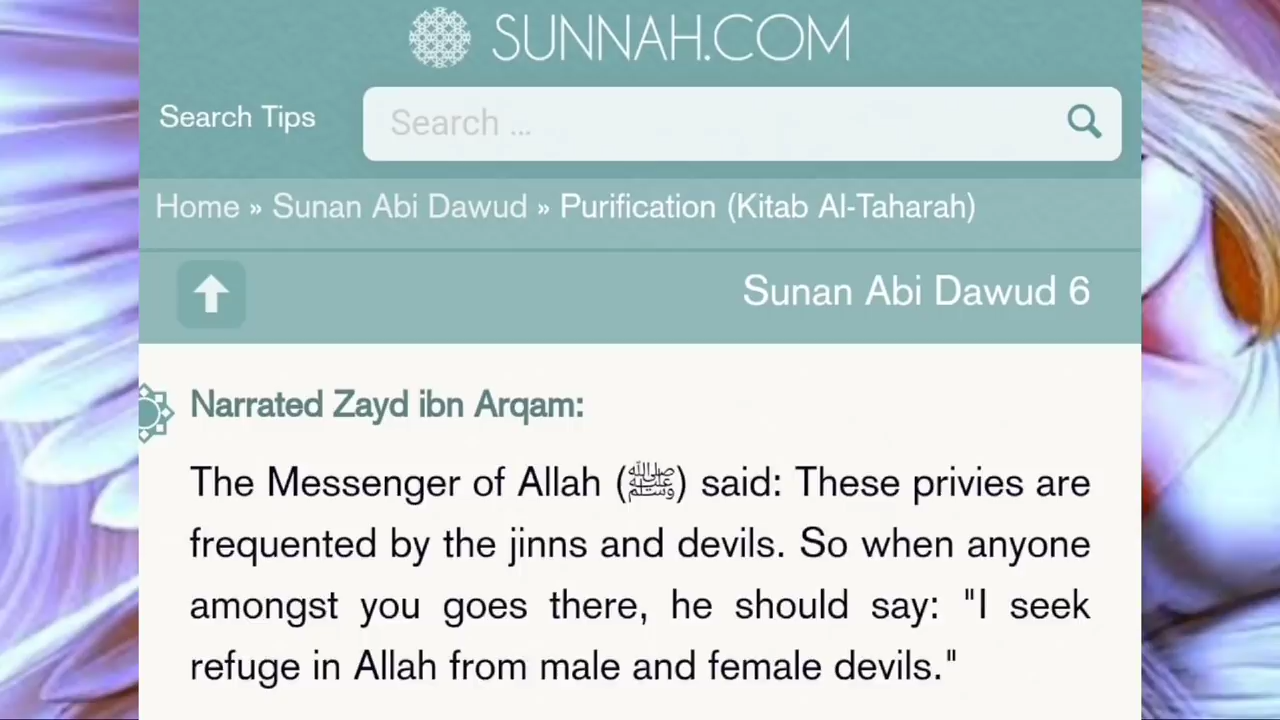 SUNNAH.COM
Search Tips
Search ...
Home » Sunan Abi Dawud » Purification (Kitab Al-Taharah)
Sunan Abi Dawud 6
Narrated Zayd ibn Arqam:
The Messenger of Allah (ﷺ) said: These privies are
frequented by the jinns and devils. So when anyone
amongst you goes there, he should say: "I seek
refuge in Allah from male and female devils."